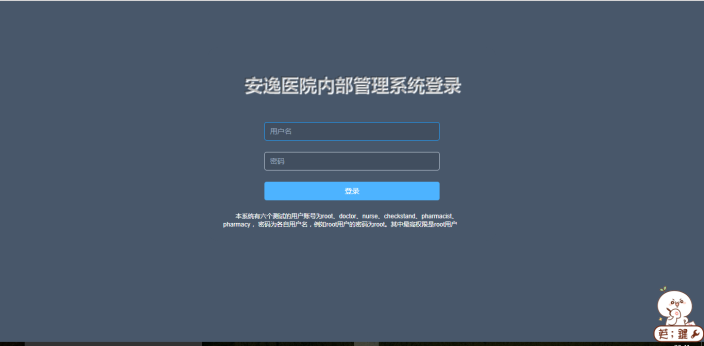 安逸医院内部管理系统登录
用户名
密码
登录
本系统有六个测试的用户账号为root、doctor、nurse、checkstand、pharmacist、
pharmacy ，密码为各自用户名，例如root用户的密码为root。其中最高权限是root用户